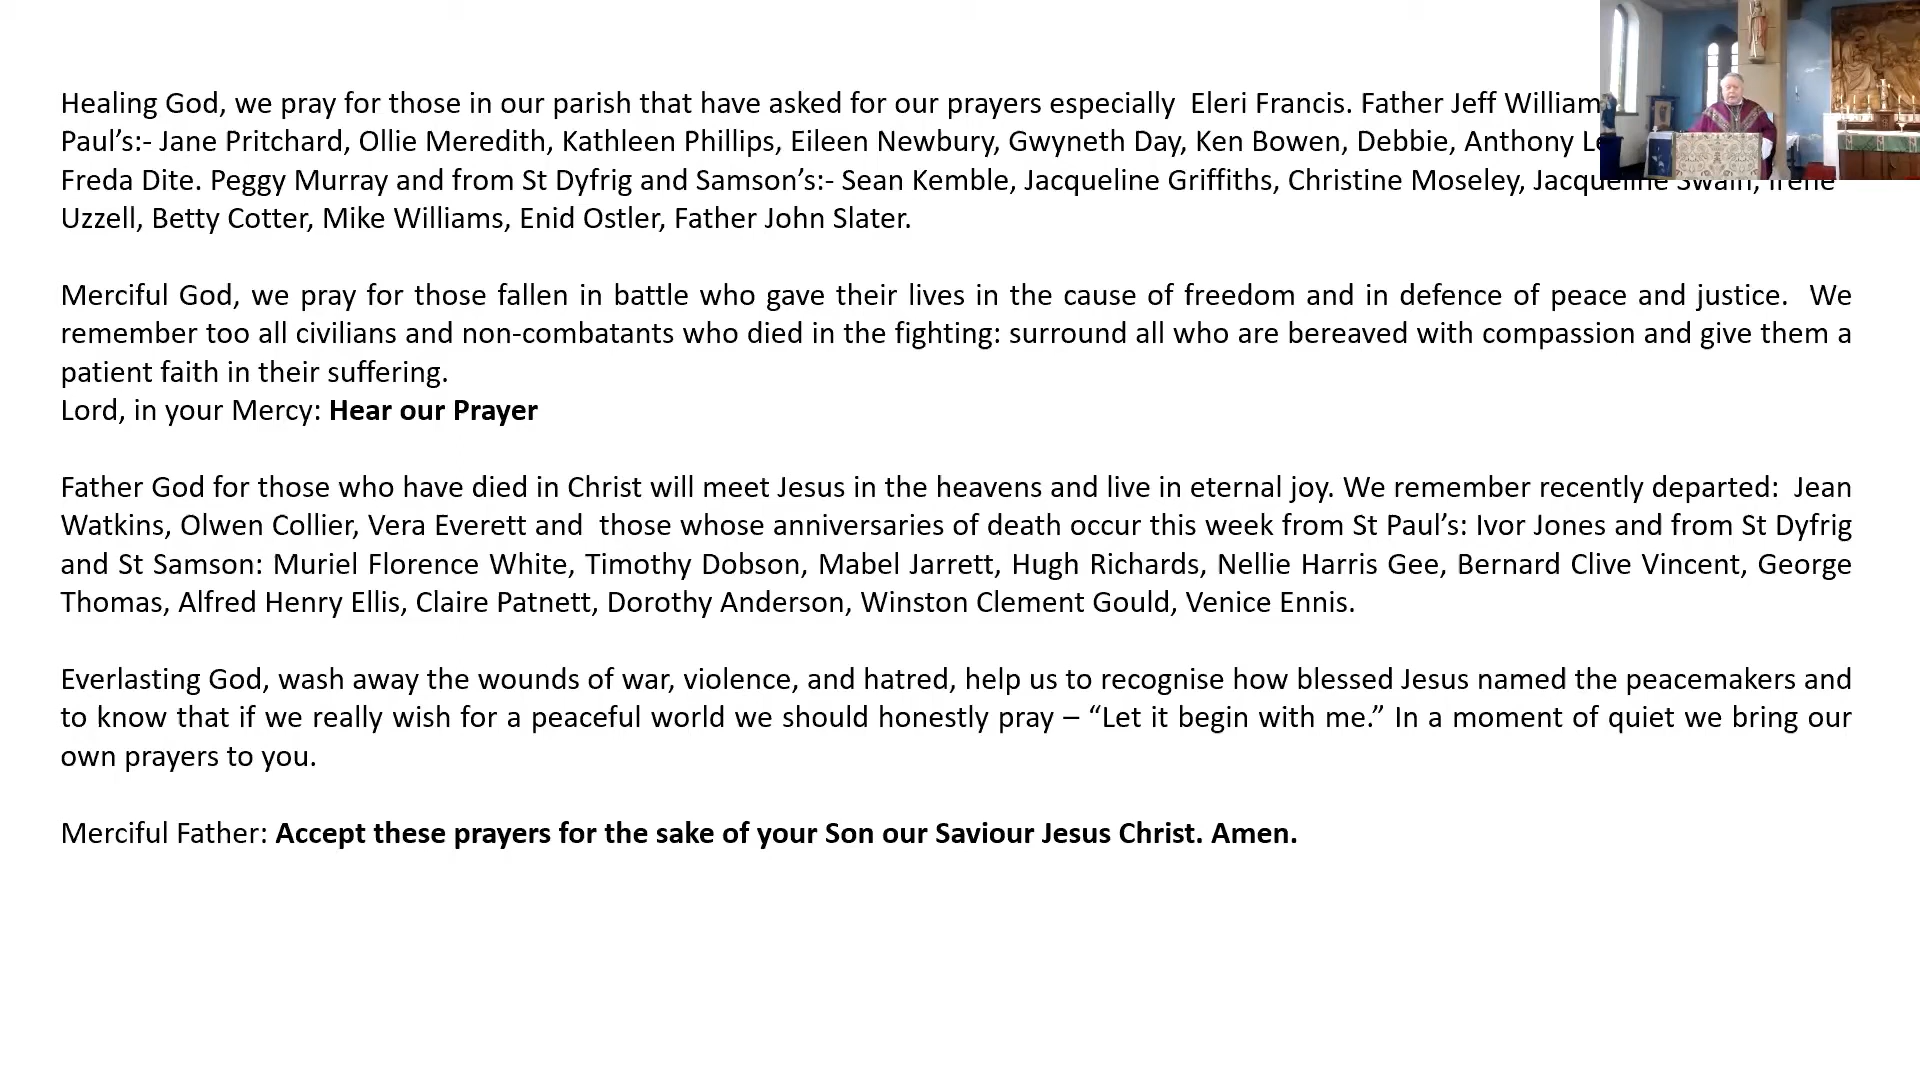 Healing God, we pray for those in our parish that have asked for our prayers especially  Eleri Francis. Father Jeff William
Paul’s:- Jane Pritchard, Ollie Meredith, Kathleen Phillips, Eileen Newbury, Gwyneth Day, Ken Bowen, Debbie, Anthony
Freda Dite. Peggy Murray and from St Dyfrig and Samson’s:- Sean Kemble, Jacqueline Griffiths, Christine Moseley, Jacqueline Swain, Irene
Uzzell, Betty Cotter, Mike Williams, Enid Ostler, Father John Slater.
Merciful God, we pray for those fallen in battle who gave their lives in the cause of freedom and in defence of peace and justice.  We
remember too all civilians and non-combatants who died in the fighting: surround all who are bereaved with compassion and give them a
patient faith in their suffering.
Lord, in your Mercy: Hear our Prayer
Father God for those who have died in Christ will meet Jesus in the heavens and live in eternal joy. We remember recently departed:  Jean
Watkins, Olwen Collier, Vera Everett and  those whose anniversaries of death occur this week from St Paul’s: Ivor Jones and from St Dyfrig
and St Samson: Muriel Florence White, Timothy Dobson, Mabel Jarrett, Hugh Richards, Nellie Harris Gee, Bernard Clive Vincent, George
Thomas, Alfred Henry Ellis, Claire Patnett, Dorothy Anderson, Winston Clement Gould, Venice Ennis.
Everlasting God, wash away the wounds of war, violence, and hatred, help us to recognise how blessed Jesus named the peacemakers and
to know that if we really wish for a peaceful world we should honestly pray – “Let it begin with me.” In a moment of quiet we bring our
own prayers to you.
Merciful Father: Accept these prayers for the sake of your Son our Saviour Jesus Christ. Amen.